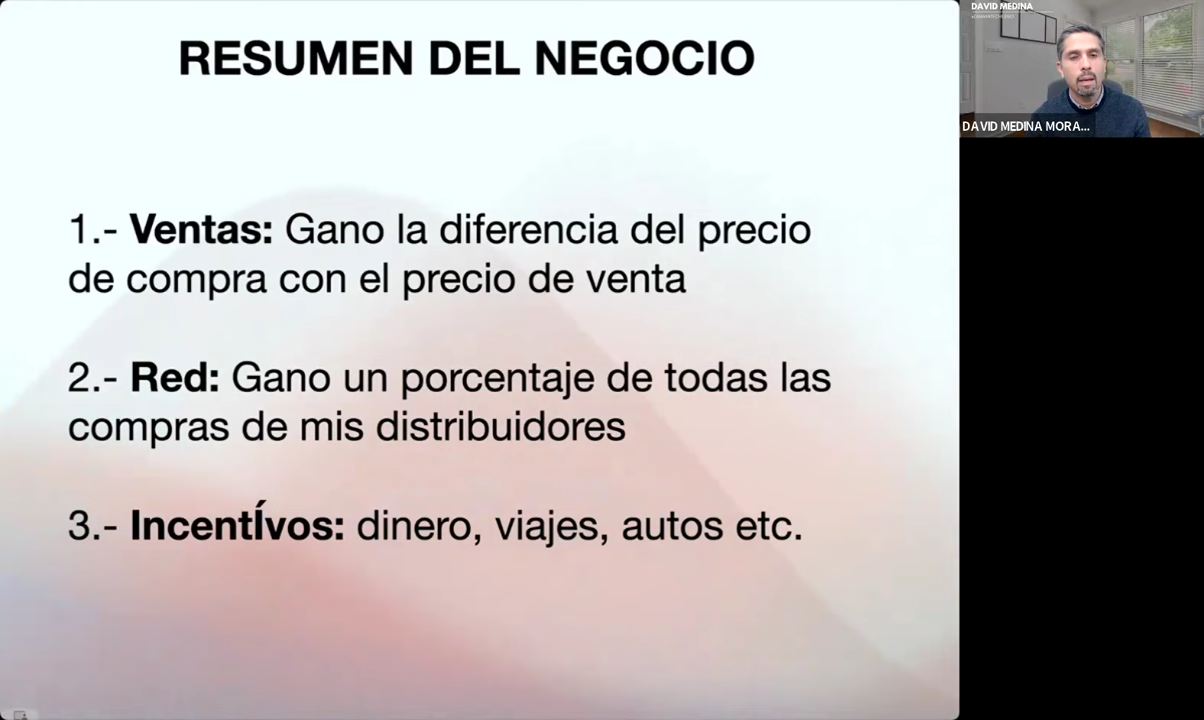 RESUMEN DEL NEGOCIO
1.- Ventas: Gano la diferencia del precio
de compra con el precio de venta
2.- Red: Gano un porcentaje de todas las
compras de mis distribuidores
3.- IncentÍvos: dinero, viajes, autos etc.
DAVID MEDINA
DAVID MEDINA MORA...